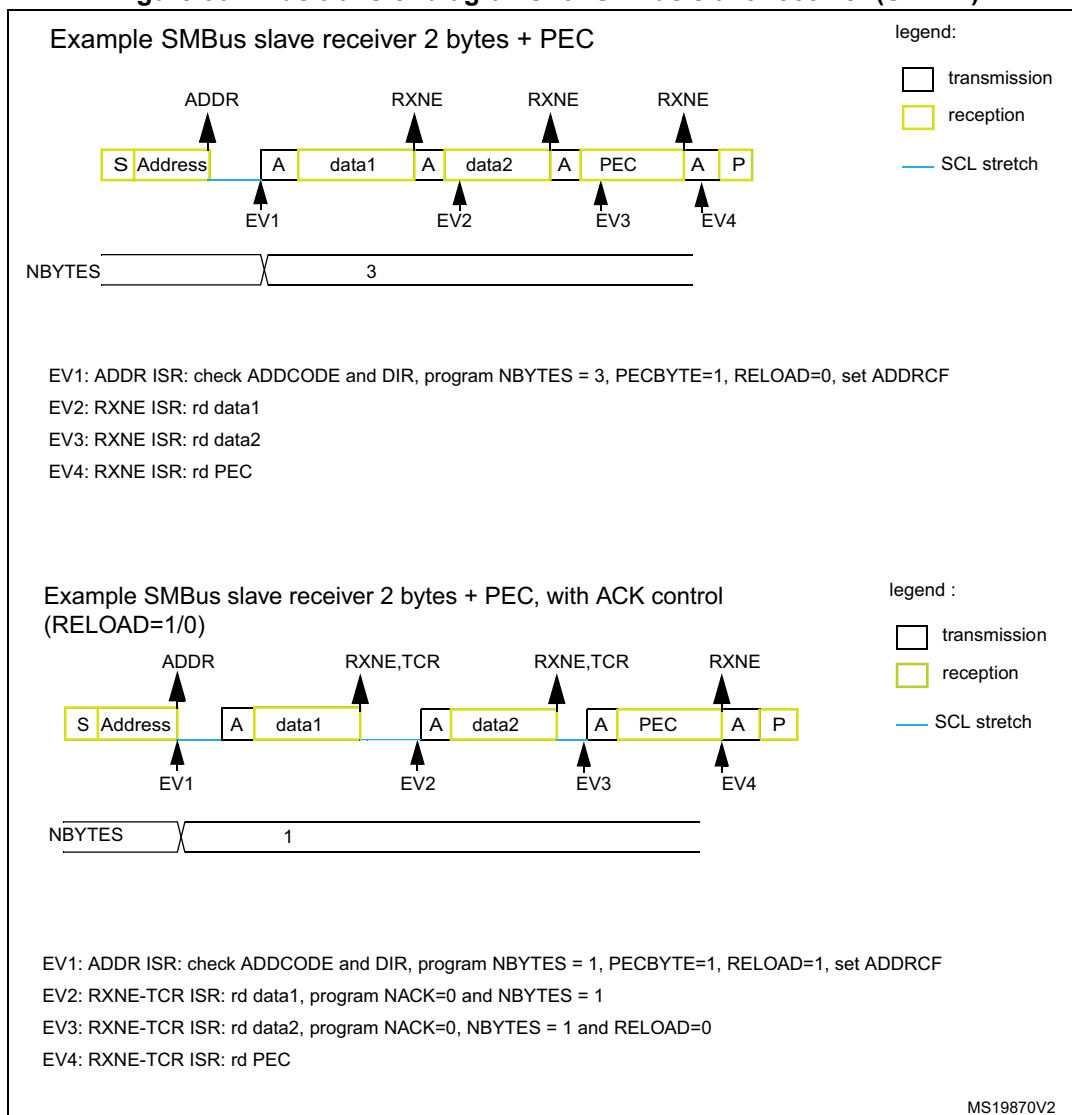 Example SMBus slave receiver 2 bytes + PEC
legend:
transmission
reception
SCL stretch
ADDR RXNE RXNE RXNE
S Address A data1 A data2 A PEC A P
EV1 EV2 EV3 EV4
NBYTES 3
EV1: ADDR ISR: check ADDCODE and DIR, program NBYTES = 3, PECBYTE=1, RELOAD=0, set ADDRCF
EV2: RXNE ISR: rd data1
EV3: RXNE ISR: rd data2
EV4: RXNE ISR: rd PEC
Example SMBus slave receiver 2 bytes + PEC, with ACK control
(RELOAD=1/0)
legend :
transmission
reception
SCL stretch
ADDR RXNE,TCR RXNE,TCR RXNE
S Address A data1 A data2 A PEC A P
EV1 EV2 EV3 EV4
NBYTES 1
EV1: ADDR ISR: check ADDCODE and DIR, program NBYTES = 1, PECBYTE=1, RELOAD=1, set ADDRCF
EV2: RXNE-TCR ISR: rd data1, program NACK=0 and NBYTES = 1
EV3: RXNE-TCR ISR: rd data2, program NACK=0, NBYTES = 1 and RELOAD=0
EV4: RXNE-TCR ISR: rd PEC
MS19870V2